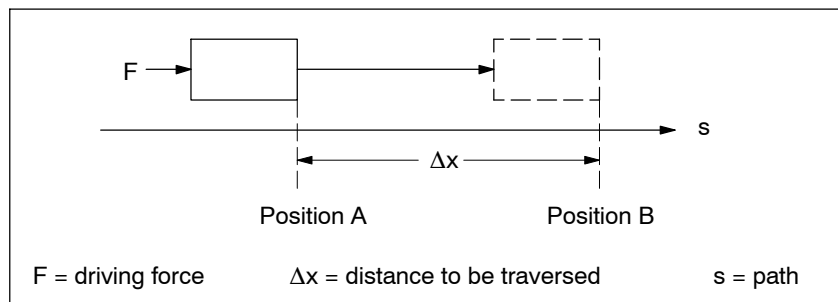 F
s
Δx
Position A Position B
F = driving force Δx = distance to be traversed s = path